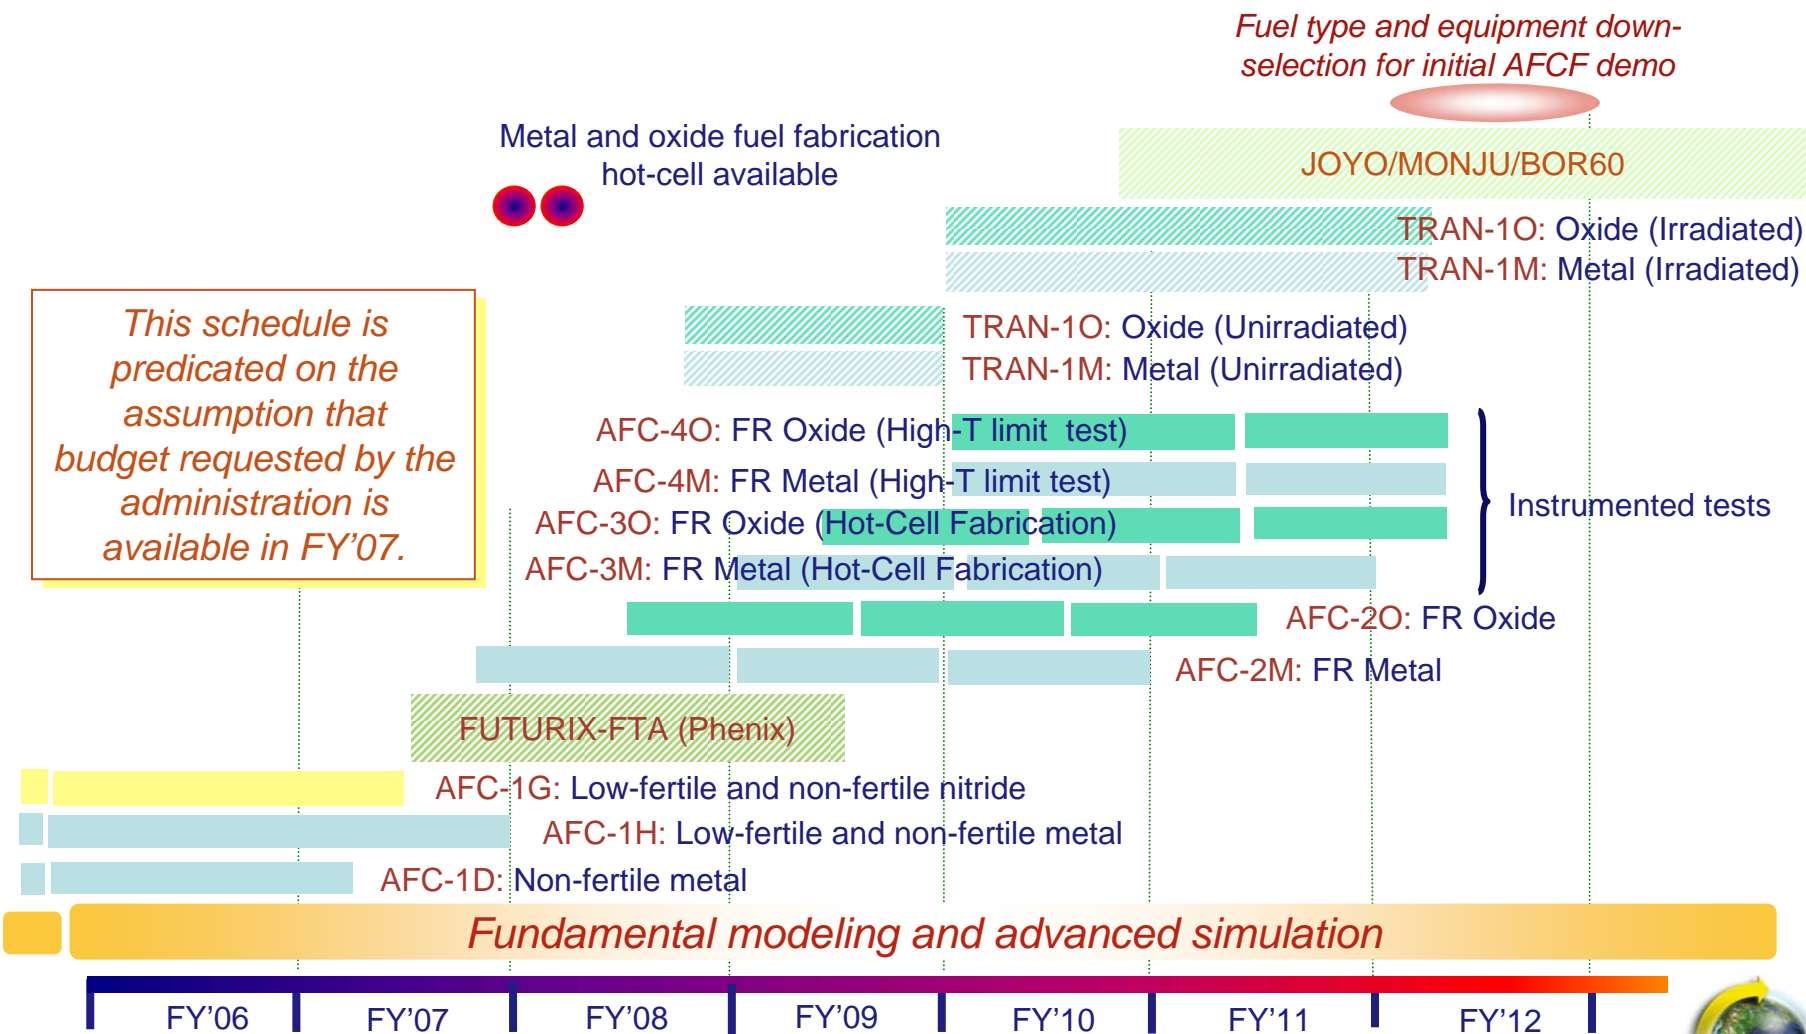 Fuel type and equipment down-
selection for initial AFCF demo
Metal and oxide fuel fabrication
hot-cell available
JOYO/MONJU/BOR60
TRAN-1O: Oxide (Irradiated)
TRAN-1M: Metal (Irradiated)
This schedule is
predicated on the
assumption that
budget requested by the
administration is
available in FY’07.
TRAN-1O: Oxide (Unirradiated)
TRAN-1M: Metal (Unirradiated)
AFC-4O: FR Oxide (High-T limit test)
AFC-4M: FR Metal (High-T limit test)
AFC-3O: FR Oxide (Hot-Cell Fabrication)
AFC-3M: FR Metal (Hot-Cell Fabrication)
Instrumented tests
AFC-2O: FR Oxide
AFC-2M: FR Metal
FUTURIX-FTA (Phenix)
AFC-1G: Low-fertile and non-fertile nitride
AFC-1H: Low-fertile and non-fertile metal
AFC-1D: Non-fertile metal
Fundamental modeling and advanced simulation
FY’06 FY’07 FY’08 FY’09 FY’10 FY’11 FY’12